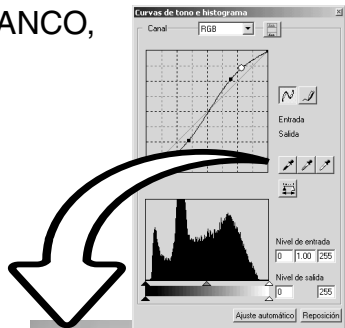 ANCO,
Curvas de tono e histograma
Canal RGB
Entrada
Salida
Nivel de entrada
0 1.00 255
Nivel de salida
0 255
Ajuste automático Reposición